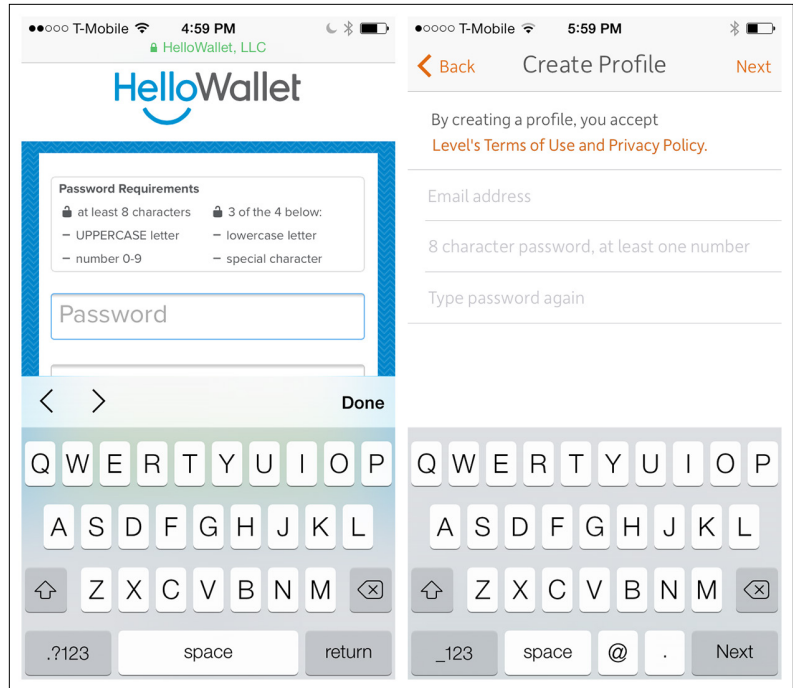 T-Mobile 4:59 PM
HelloWallet, LLC
HelloWallet
Password Requirements
at least 8 characters 3 of the 4 below:
– UPPERCASE letter – lowercase letter
– number 0-9 – special character
Password
Done
Q W E R T Y U I O P
A S D F G H J K L
Z X C V B N M
.?123 space return
T-Mobile 5:59 PM
Back Create Profile Next
By creating a profile, you accept
Level's Terms of Use and Privacy Policy.
Email address
8 character password, at least one number
Type password again
Q W E R T Y U I O P
A S D F G H J K L
Z X C V B N M
_123 space @ . Next